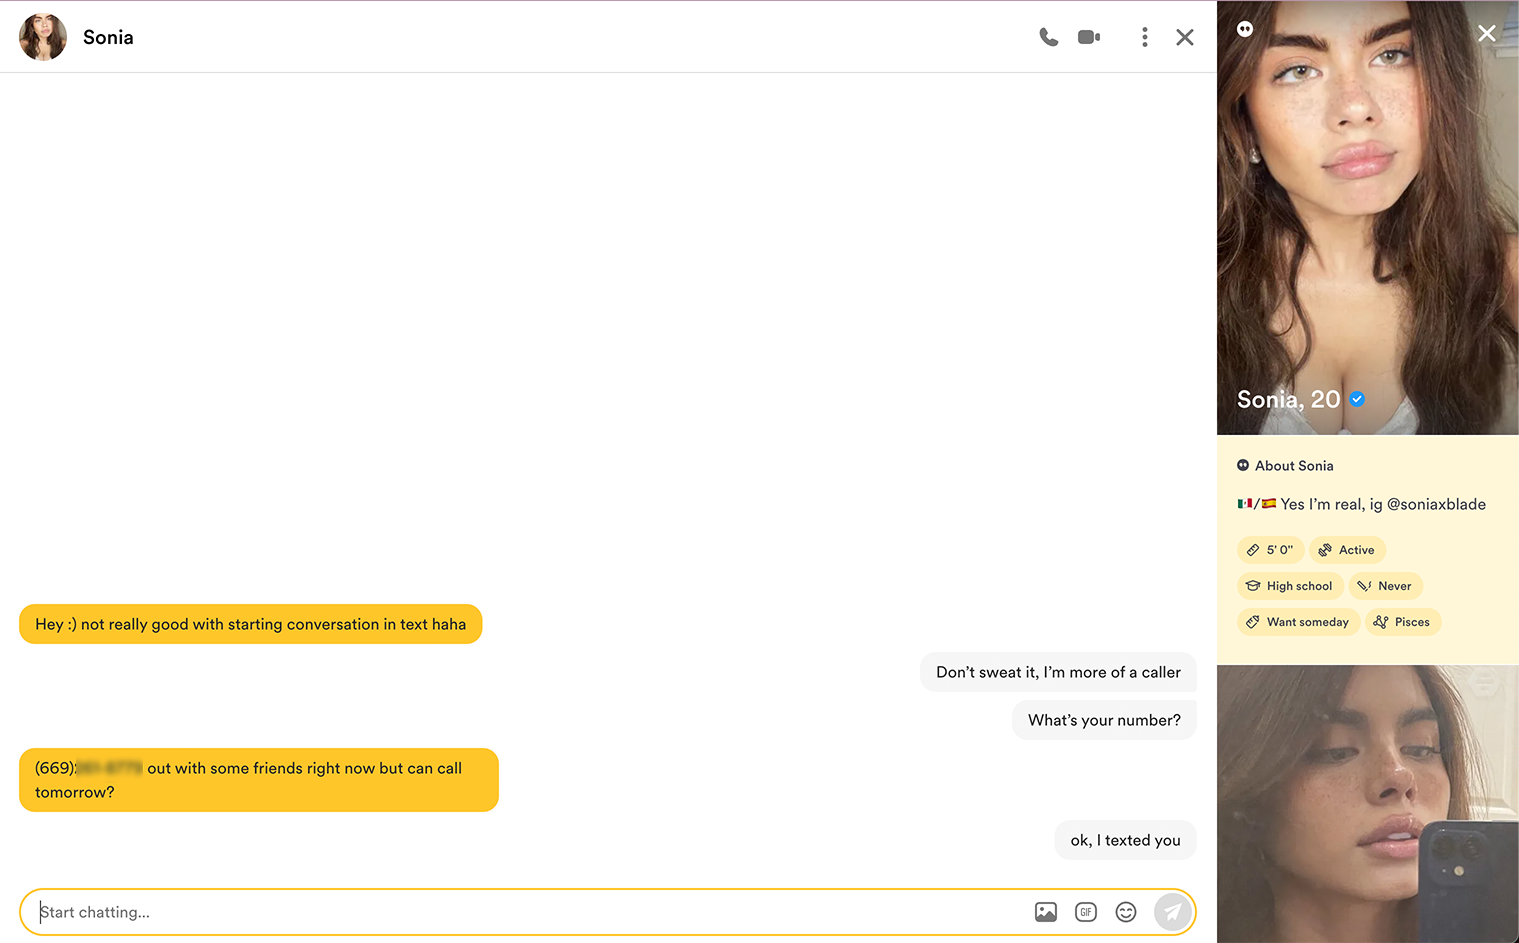 Sonia
Hey :) not really good with starting conversation in text haha
Don’t sweat it, I’m more of a caller
What’s your number?
(669) out with some friends right now but can call
tomorrow?
ok, I texted you
Start chatting...
GIF
Sonia, 20
About Sonia
🇲🇽/🇪🇸 Yes I’m real, ig @soniaxblade
5' 0"
Active
High school
Never
Want someday
Pisces